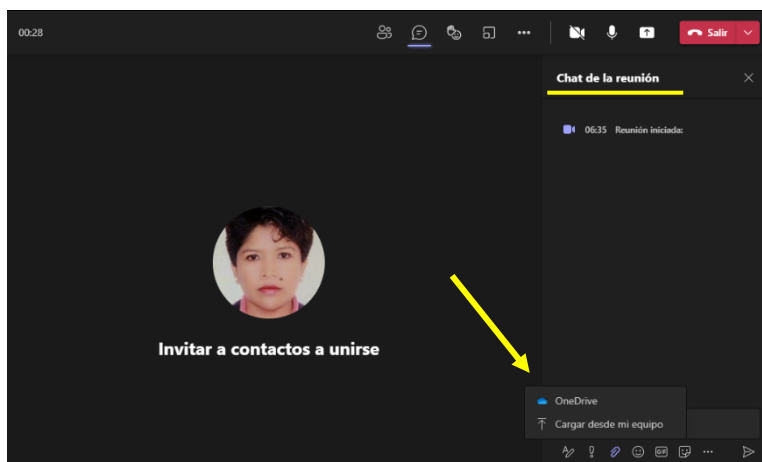 00:28
Salir
Chat de la reunión
06:35 Reunión iniciada:
Invitar a contactos a unirse
OneDrive
Cargar desde mi equipo
GIF